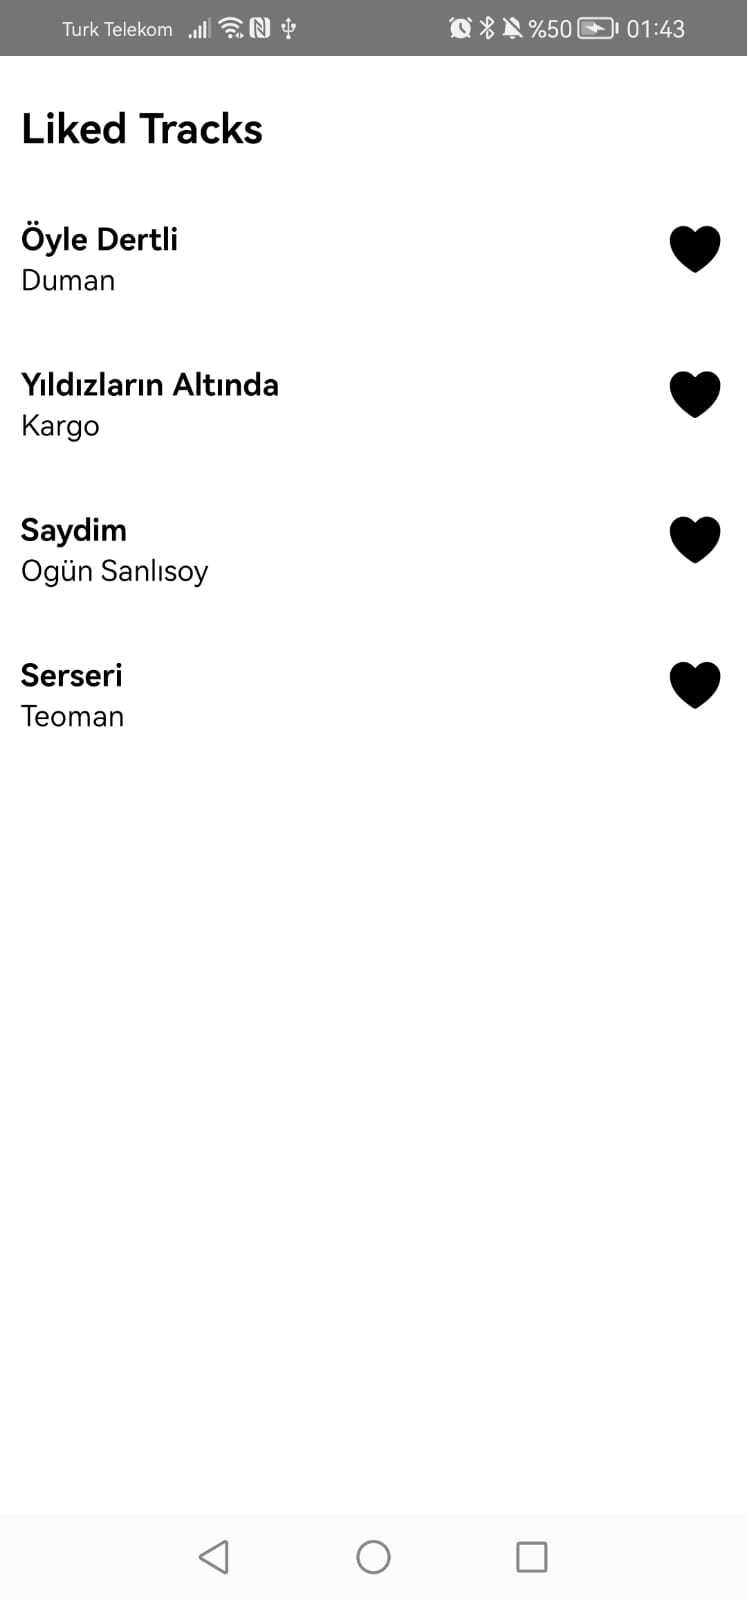 Turk Telekom %50 01:43
Liked Tracks
Öyle Dertli
Duman
Yıldızların Altında
Kargo
Saydim
Ogün Sanlısoy
Serseri
Teoman